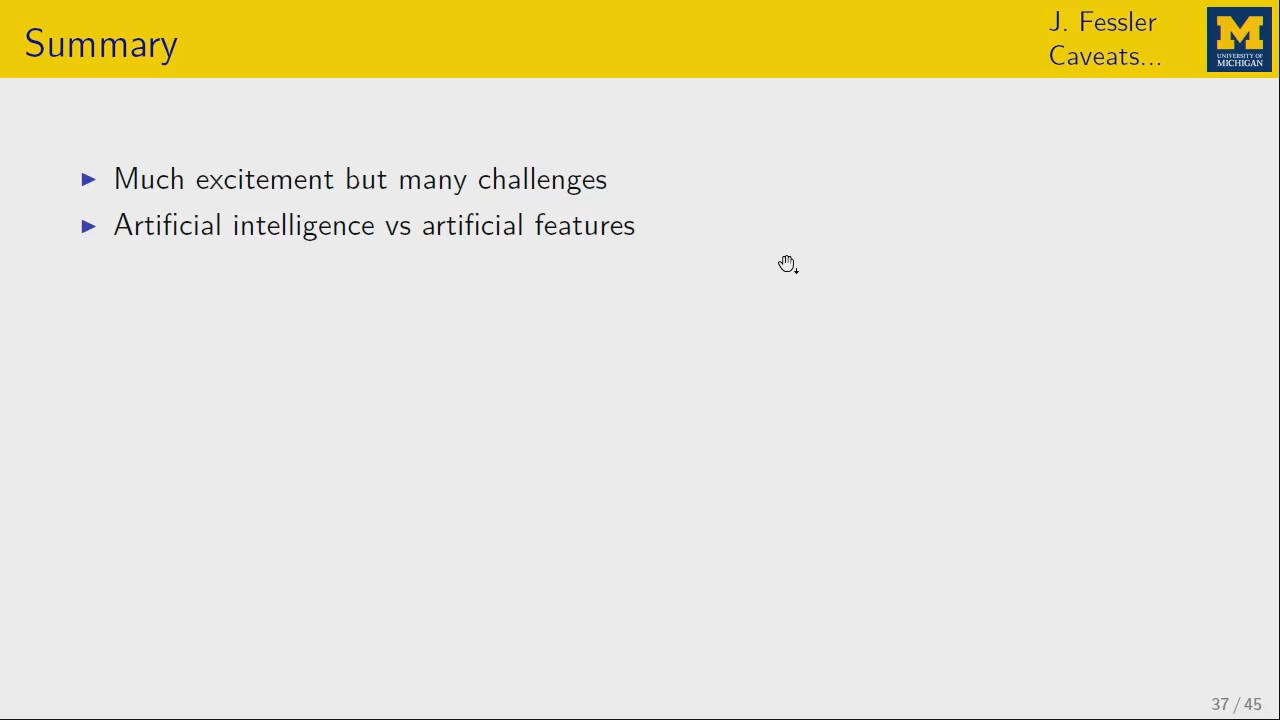 Summary
J. Fessler
Caveats...
M
UNIVERSITY OF
MICHIGAN
▶ Much excitement but many challenges
▶ Artificial intelligence vs artificial features
37 / 45